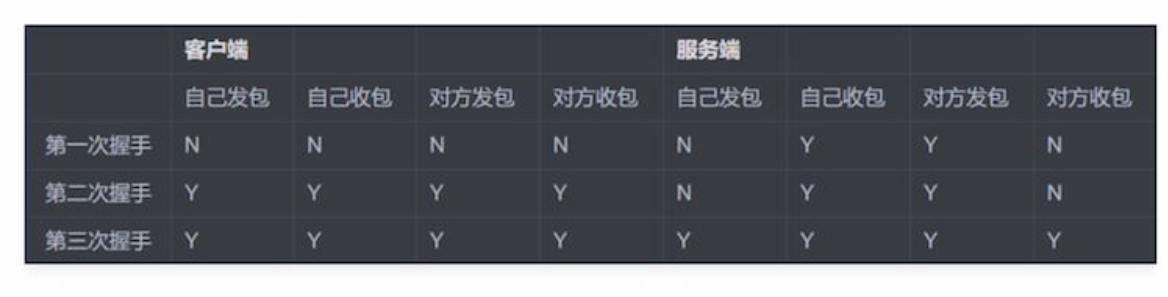 客户端 服务端
自己发包 自己收包 对方发包 对方收包 自己发包 自己收包 对方发包 对方收包
第一次握手 N N N N N Y Y N
第二次握手 Y Y Y Y N Y Y N
第三次握手 Y Y Y Y Y Y Y Y